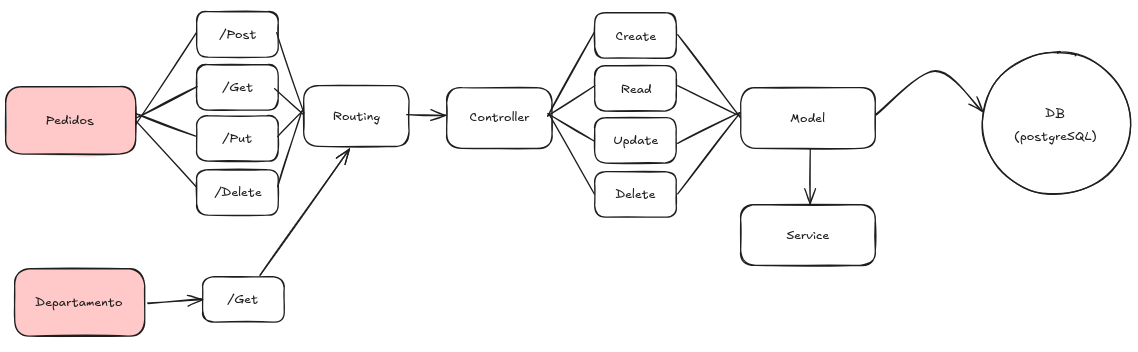 /Post
Create
/Get
Read
Pedidos
Routing
Controller
Model
DB
(postgreSQL)
/Put
Update
/Delete
Delete
Service
Departamento
/Get